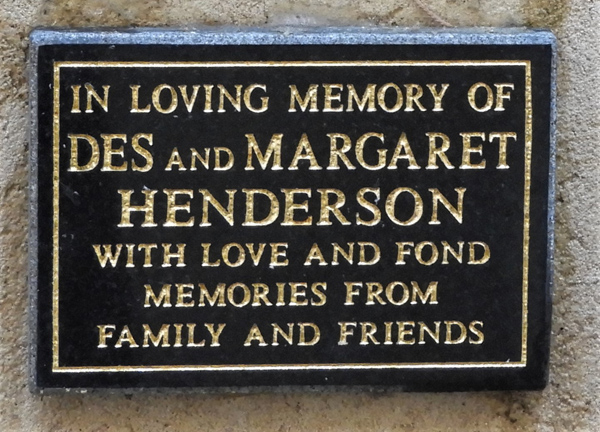 IN LOVING MEMORY OF
DES AND MARGARET
HENDERSON
WITH LOVE AND FOND
MEMORIES FROM
FAMILY AND FRIENDS